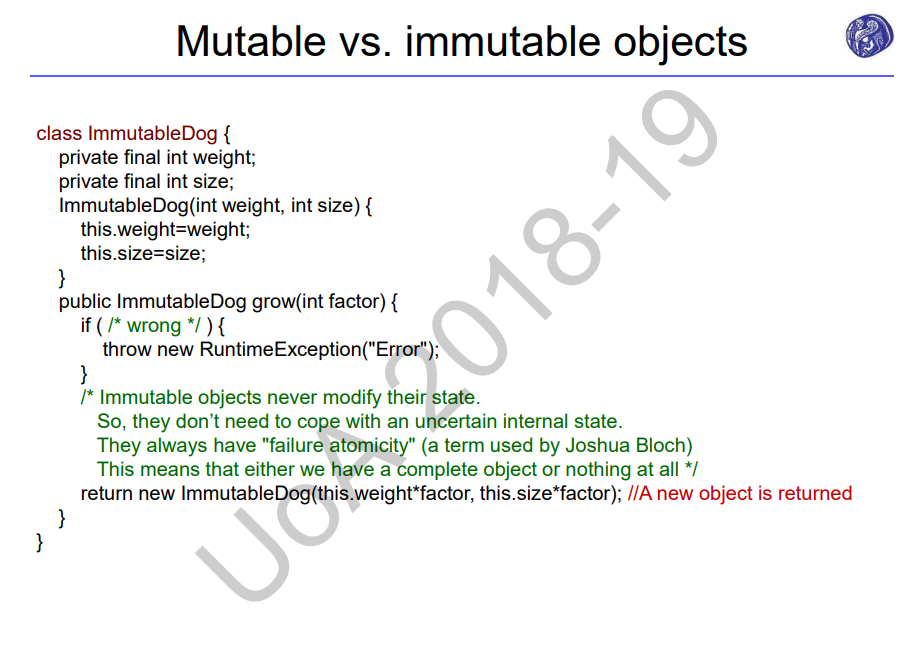 Mutable vs. immutable objects
class ImmutableDog {
private final int weight;
private final int size;
ImmutableDog(int weight, int size) {
this.weight=weight;
this.size=size;
}
public ImmutableDog grow(int factor) {
if ( /* wrong */ ) {
throw new RuntimeException("Error");
}
/* Immutable objects never modify their state.
So, they don’t need to cope with an uncertain internal state.
They always have "failure atomicity" (a term used by Joshua Bloch)
This means that either we have a complete object or nothing at all */
return new ImmutableDog(this.weight*factor, this.size*factor); //A new object is returned
}
}
UoA 2018-19